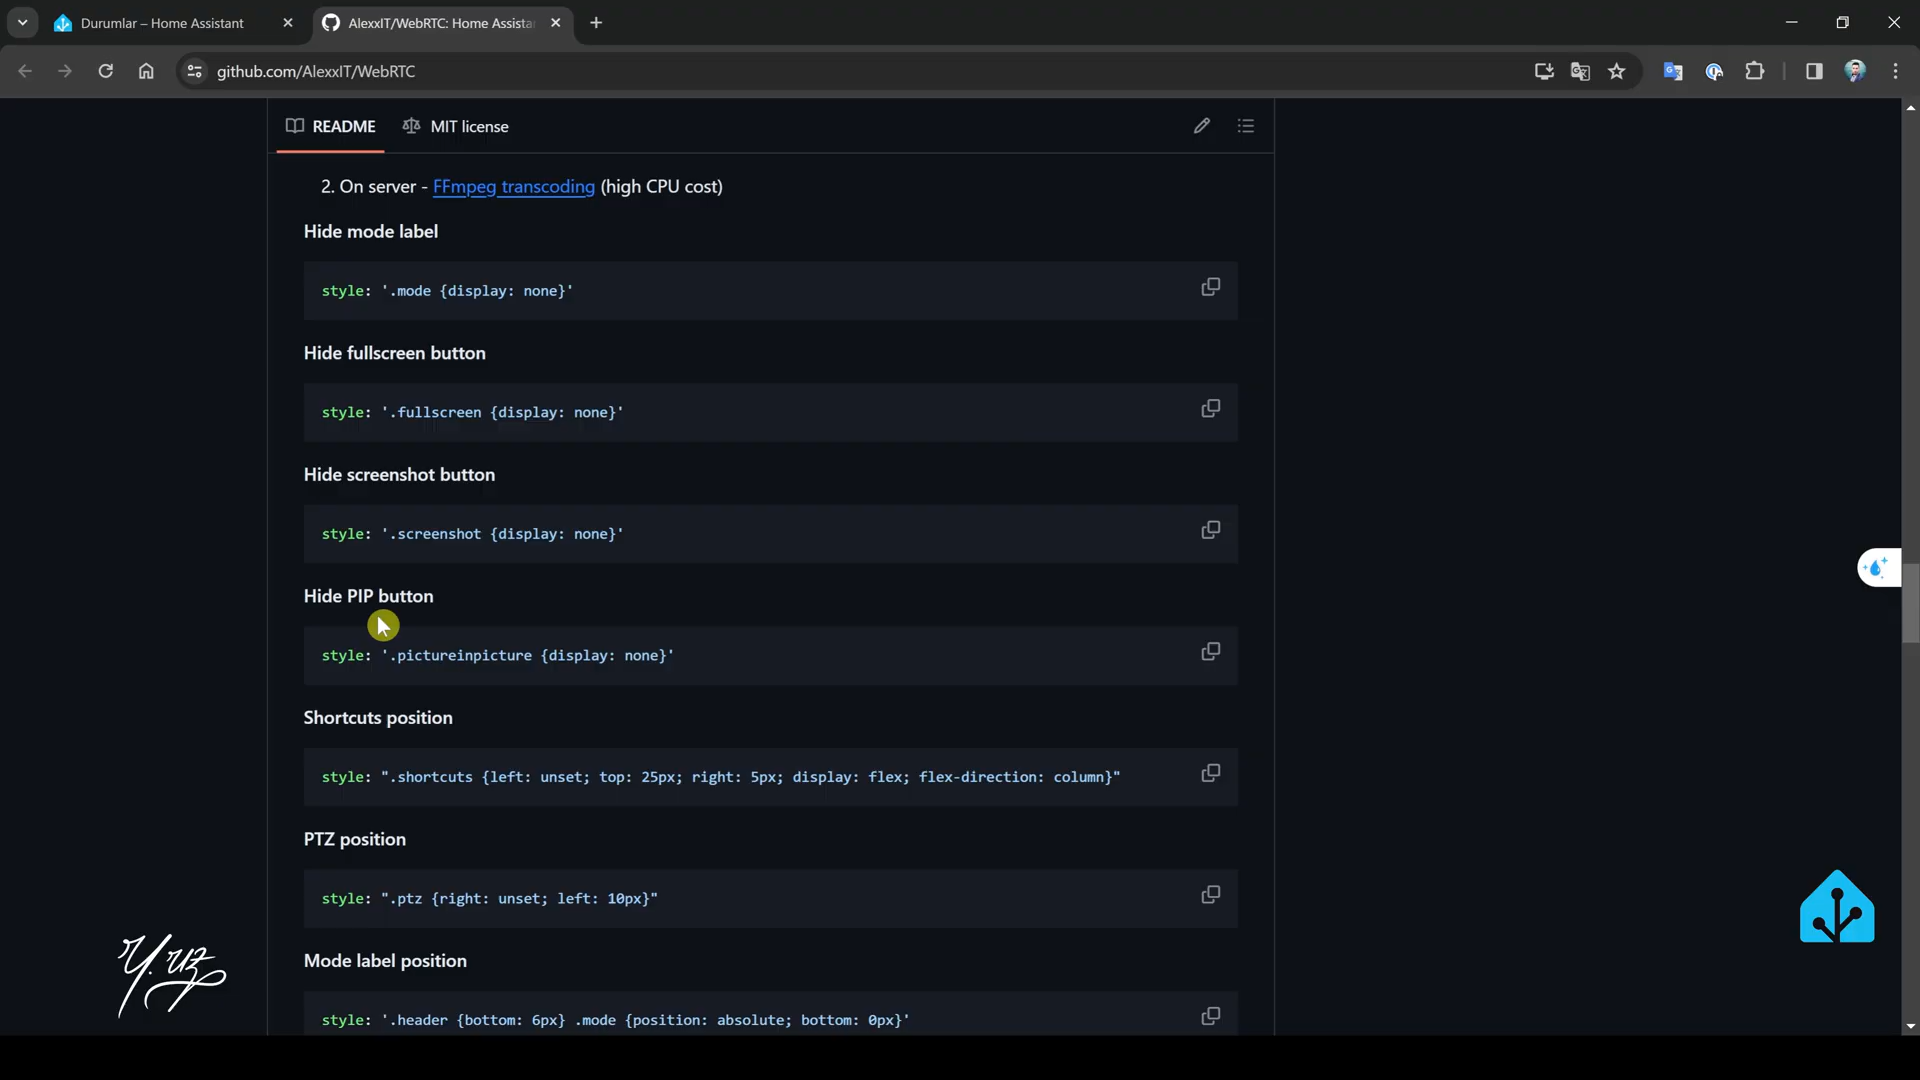 Durumlar – Home Assistant
AlexxIT/WebRTC: Home Assista
github.com/AlexxIT/WebRTC
README
MIT license
2. On server - FFmpeg transcoding (high CPU cost)
Hide mode label
style: '.mode {display: none}'
Hide fullscreen button
style: '.fullscreen {display: none}'
Hide screenshot button
style: '.screenshot {display: none}'
Hide PIP button
style: '.pictureinpicture {display: none}'
Shortcuts position
style: ".shortcuts {left: unset; top: 25px; right: 5px; display: flex; flex-direction: column}"
PTZ position
style: ".ptz {right: unset; left: 10px}"
Mode label position
style: '.header {bottom: 6px} .mode {position: absolute; bottom: 0px}'
Y.uz